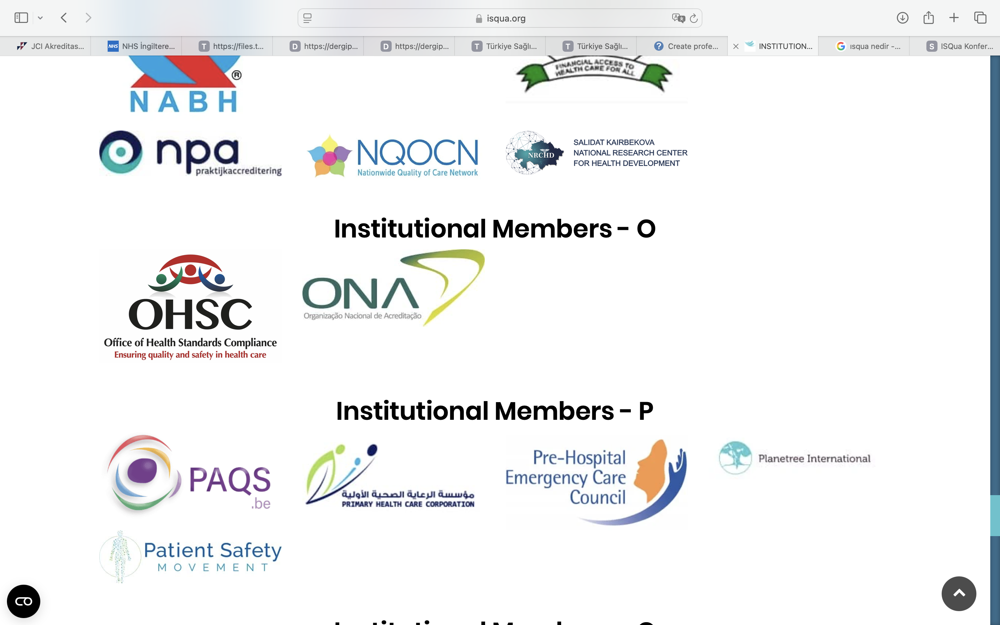 isqua.org
JCI Akreditas...
NHS NHS İngiltere...
T https://files.t...
D https://dergip...
D https://dergip...
T Türkiye Sağlı...
T Türkiye Sağlı...
? Create profe...
INSTITUTION...
G ısqua nedir -...
S ISQua Konfer...
NABH®
FINANCIAL ACCESS TO
HEALTH CARE FOR ALL
npa
praktijkaccreditering
NQOCN
Nationwide Quality of Care Network
NRCHD
SALIDAT KAIRBEKOVA
NATIONAL RESEARCH CENTER
FOR HEALTH DEVELOPMENT
Institutional Members - O
OHSC
Office of Health Standards Compliance
Ensuring quality and safety in health care
ONA
Organização Nacional de Acreditação
Institutional Members - P
PAQS
.be
مؤسسة الرعاية الصحية الأولية
PRIMARY HEALTH CARE CORPORATION
Pre-Hospital
Emergency Care
Council
Planetree International
Patient Safety
MOVEMENT